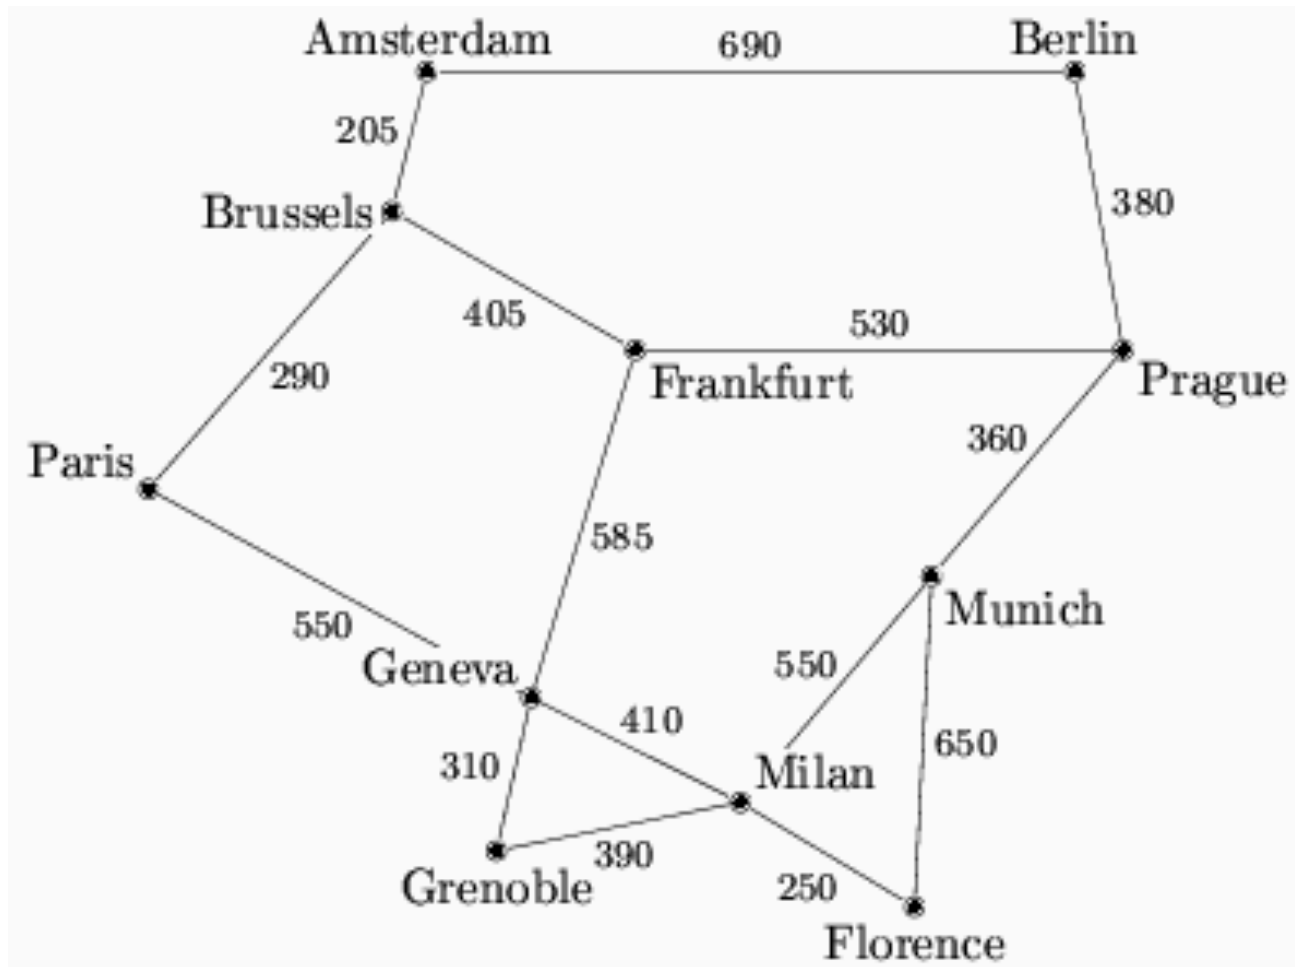 Amsterdam
690
Berlin
205
Brussels
380
405
530
290
Frankfurt
Prague
360
Paris
585
550
Munich
550
Geneva
410
650
310
Milan
390
Grenoble
250
Florence